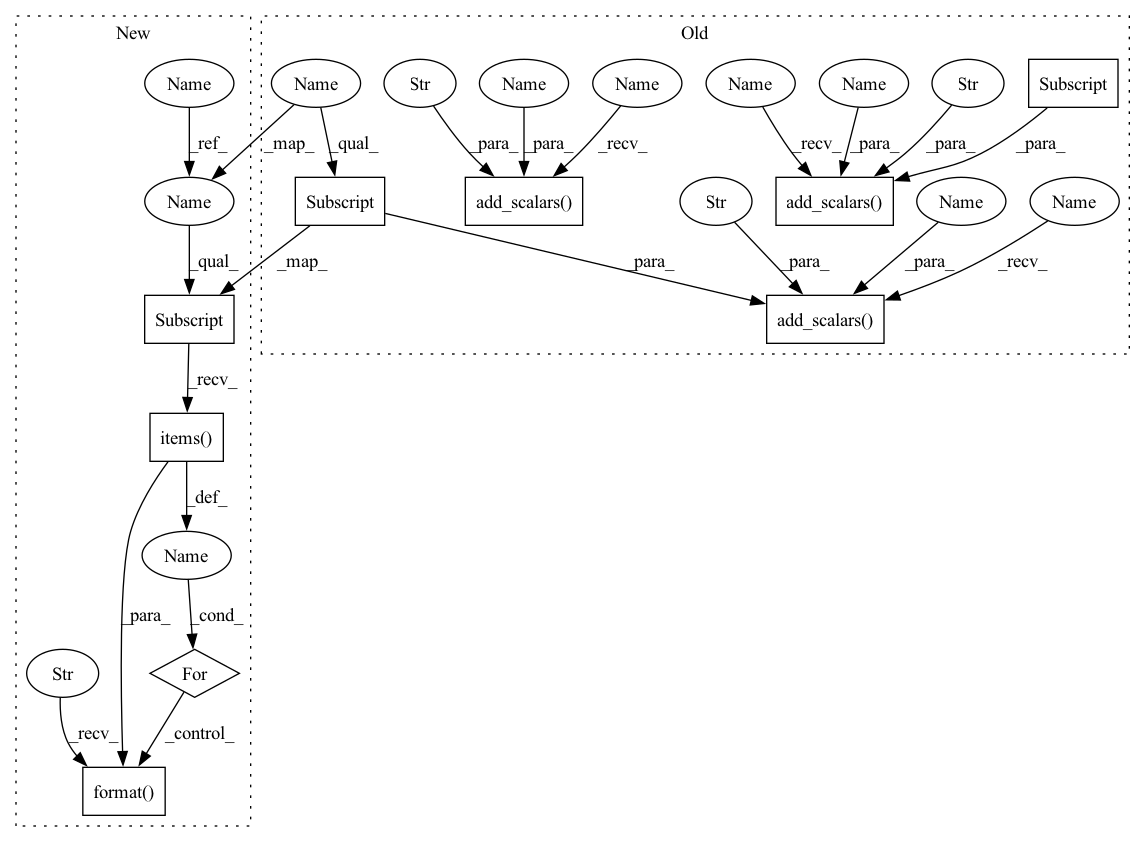 New
Old
Name
Name
Str
Name
Name
Name
Name
Str
Subscript
_ref_
_map_
_qual_
_para_
_para_
_recv_
_recv_
_para_
_para_
_para_
Name
Subscript
add_scalars()
Str
add_scalars()
Name
Name
_qual_
_map_
_para_
_para_
_para_
_recv_
Subscript
add_scalars()
_recv_
items()
_def_
Name
_para_
_cond_
Str
For
_recv_
_control_
format()